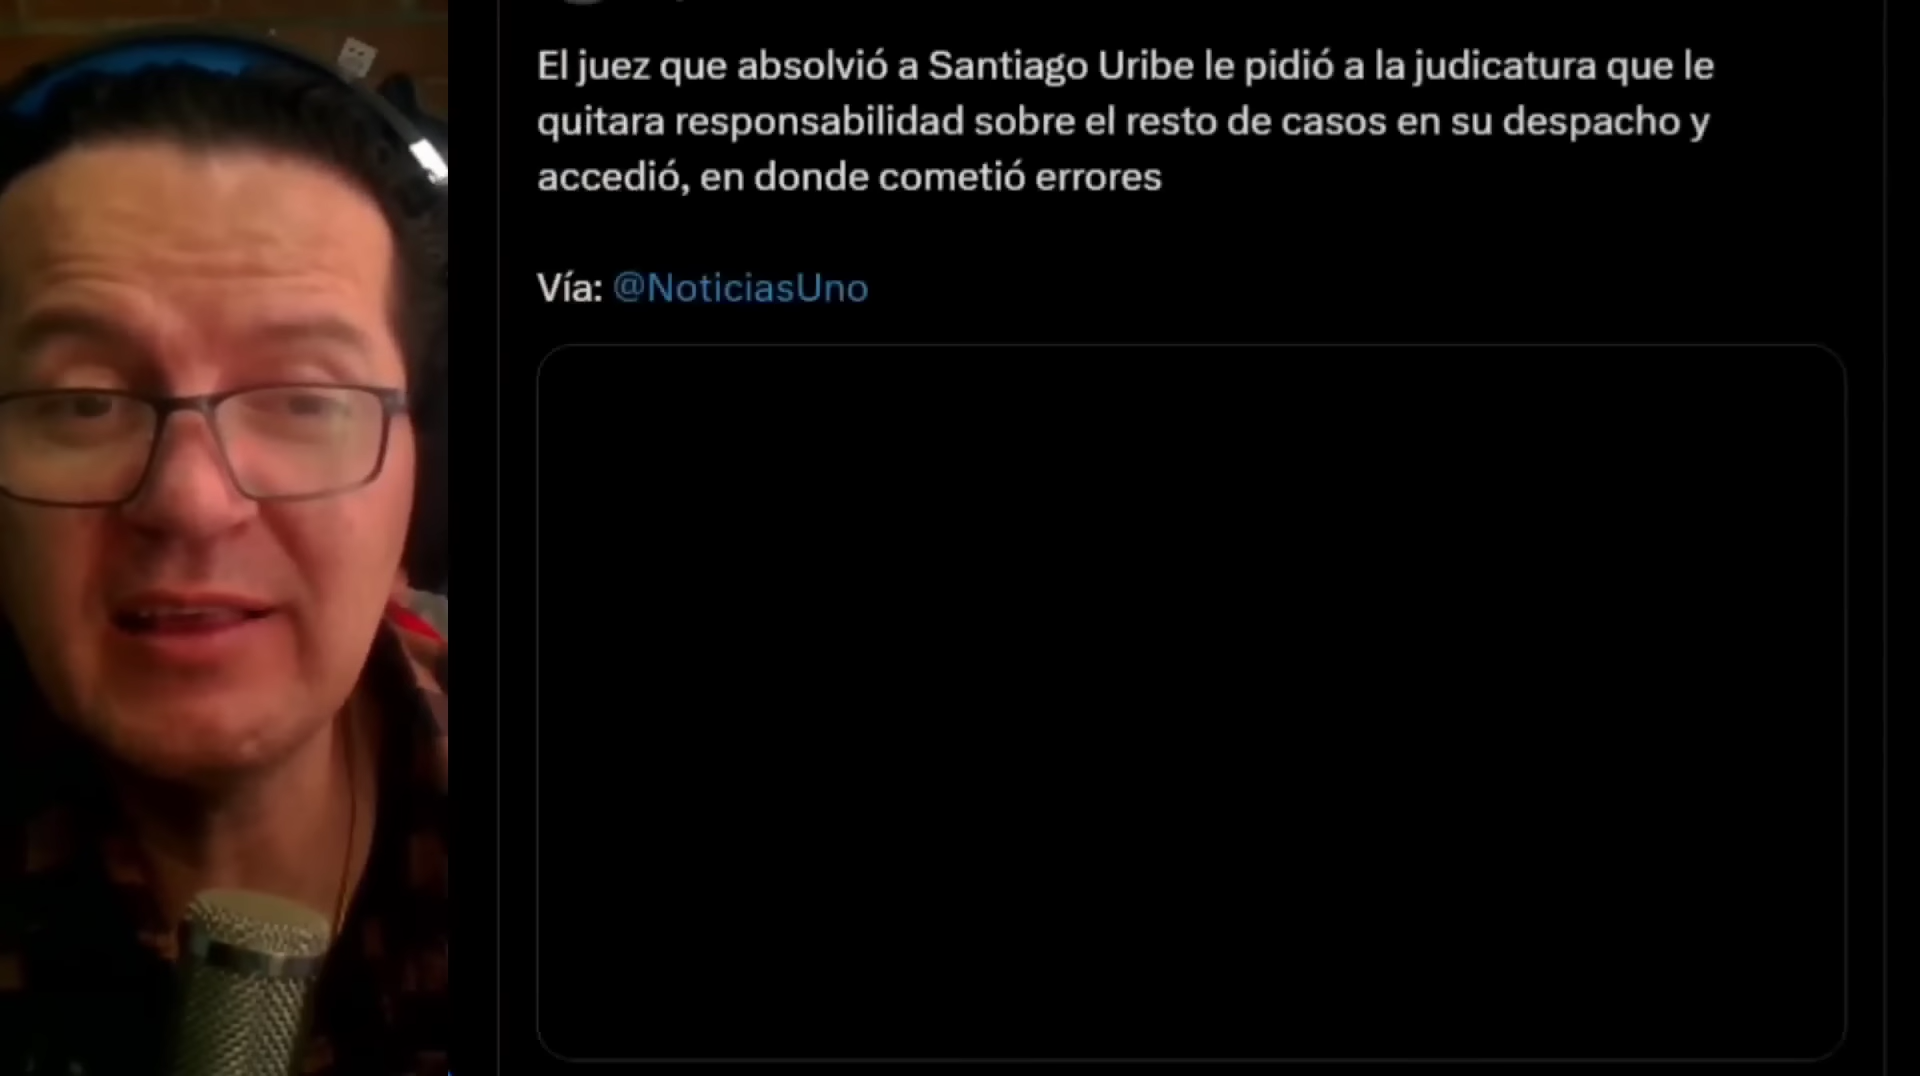 El juez que absolvió a Santiago Uribe le pidió a la judicatura que le
quitara responsabilidad sobre el resto de casos en su despacho y
accedió, en donde cometió errores
Vía: @NoticiasUno